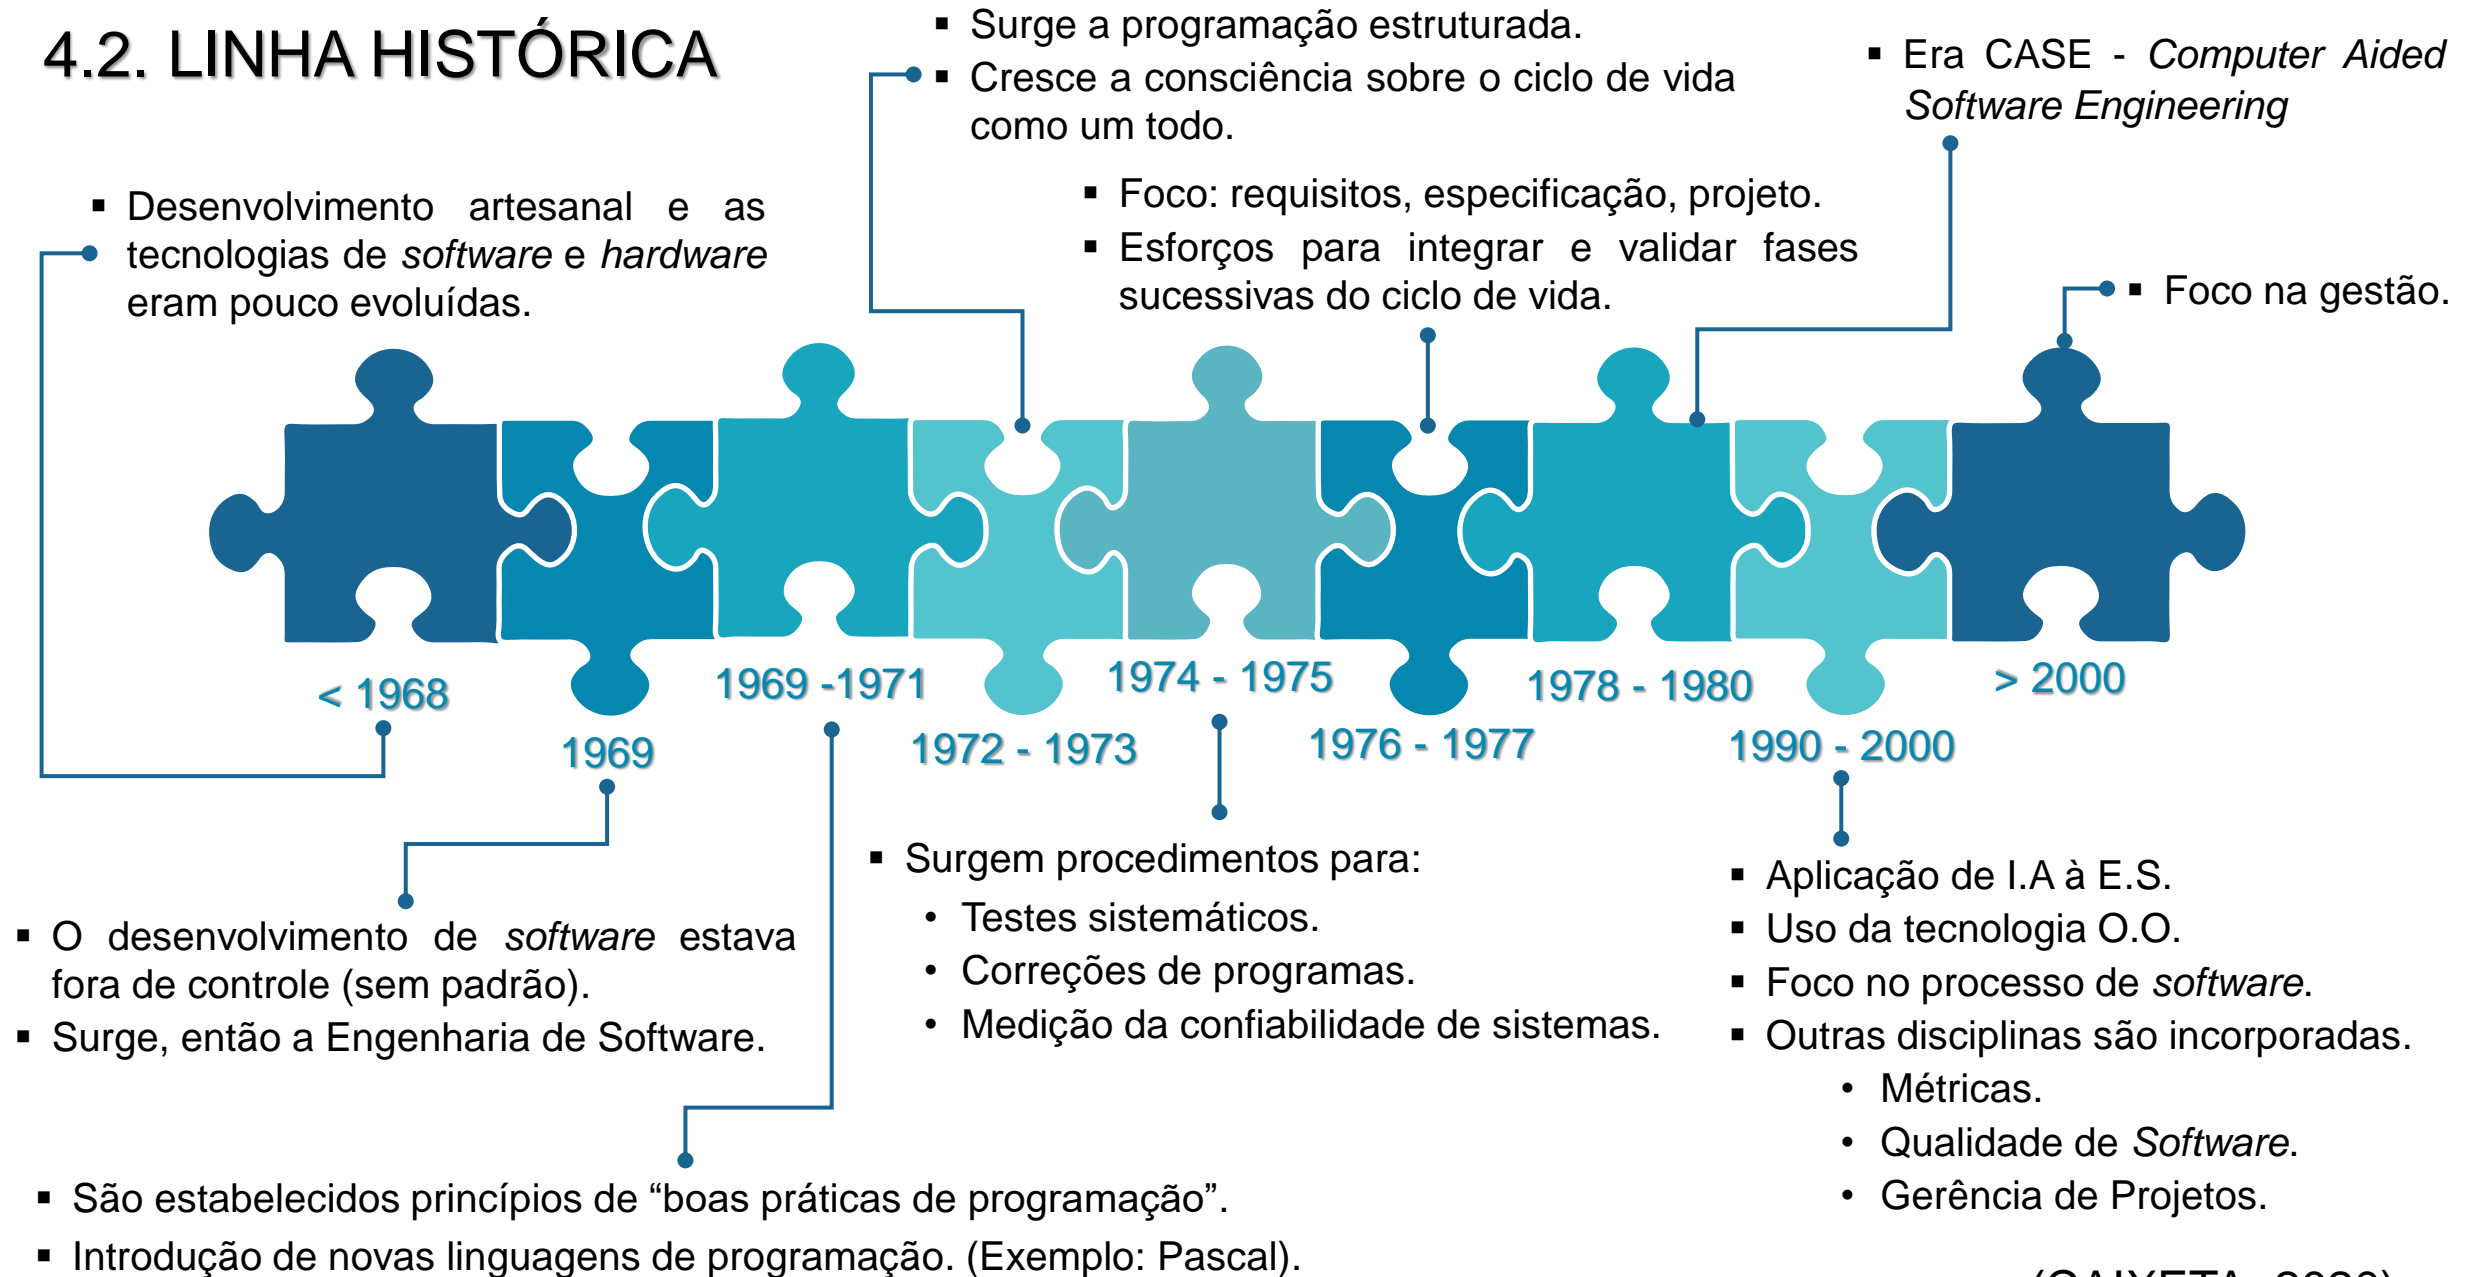 4.2. LINHA HISTÓRICA
▪ Surge a programação estruturada.
▪ Cresce a consciência sobre o ciclo de vida
como um todo.
▪ Era CASE - Computer Aided
Software Engineering
▪ Desenvolvimento artesanal e as
tecnologias de software e hardware
eram pouco evoluídas.
▪ Foco: requisitos, especificação, projeto.
▪ Esforços para integrar e validar fases
sucessivas do ciclo de vida.
▪ Foco na gestão.
< 1968
1969
1969 -1971
1972 - 1973
1974 - 1975
1976 - 1977
1978 - 1980
1990 - 2000
> 2000
▪ O desenvolvimento de software estava
fora de controle (sem padrão).
▪ Surge, então a Engenharia de Software.
▪ Surgem procedimentos para:
• Testes sistemáticos.
• Correções de programas.
• Medição da confiabilidade de sistemas.
▪ Aplicação de I.A à E.S.
▪ Uso da tecnologia O.O.
▪ Foco no processo de software.
▪ Outras disciplinas são incorporadas.
• Métricas.
• Qualidade de Software.
• Gerência de Projetos.
▪ São estabelecidos princípios de “boas práticas de programação”.
▪ Introdução de novas linguagens de programação. (Exemplo: Pascal).